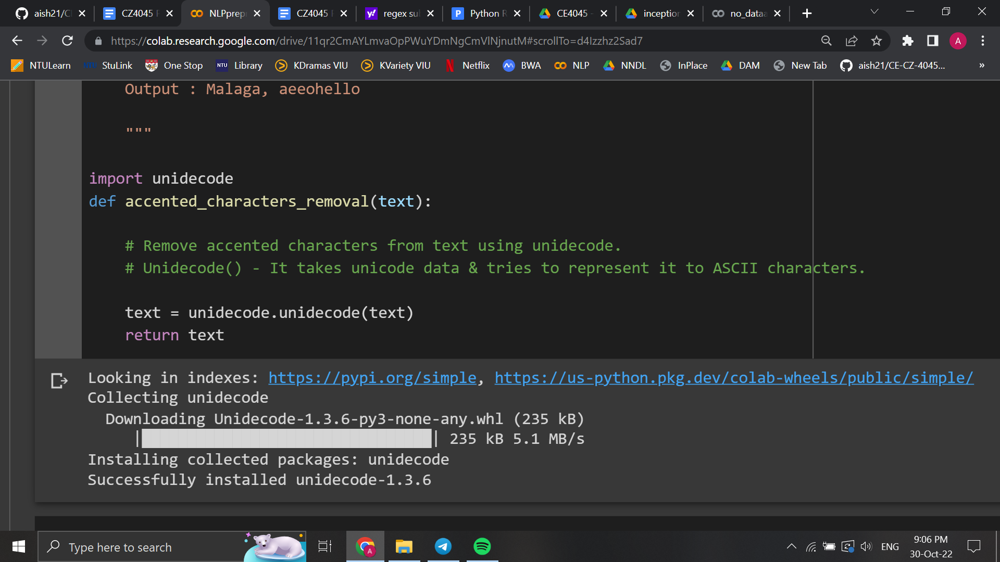 aish21/C
CZ4045 F
NLPprepr
CZ4045 
regex sub
Python R
CE4045 -
inception
no_dataa
https://colab.research.google.com/drive/11qr2CmAYLmvaOpPWuYDmNgCmVlNjnutM#scrollTo=d4Izzhz2Sad7
A
NTULearn
NTU StuLink
One Stop
NTU Library
KDramas VIU
KVariety VIU
Netflix
BWA
NLP
NNDL
InPlace
DAM
New Tab
aish21/CE-CZ-4045...
»
Output : Malaga, aeeohello
"""
import unidecode
def accented_characters_removal(text):
# Remove accented characters from text using unidecode.
# Unidecode() - It takes unicode data & tries to represent it to ASCII characters.
text = unidecode.unidecode(text)
return text
Looking in indexes: https://pypi.org/simple, https://us-python.pkg.dev/colab-wheels/public/simple/
Collecting unidecode
Downloading Unidecode-1.3.6-py3-none-any.whl (235 kB)
|████████████████████████████████| 235 kB 5.1 MB/s
Installing collected packages: unidecode
Successfully installed unidecode-1.3.6
Type here to search
A
ENG
9:06 PM
30-Oct-22